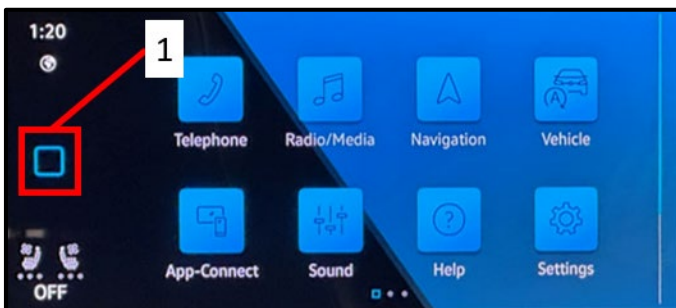 1:20
1
Telephone Radio/Media Navigation Vehicle
A
App-Connect Sound Help Settings
?
OFF